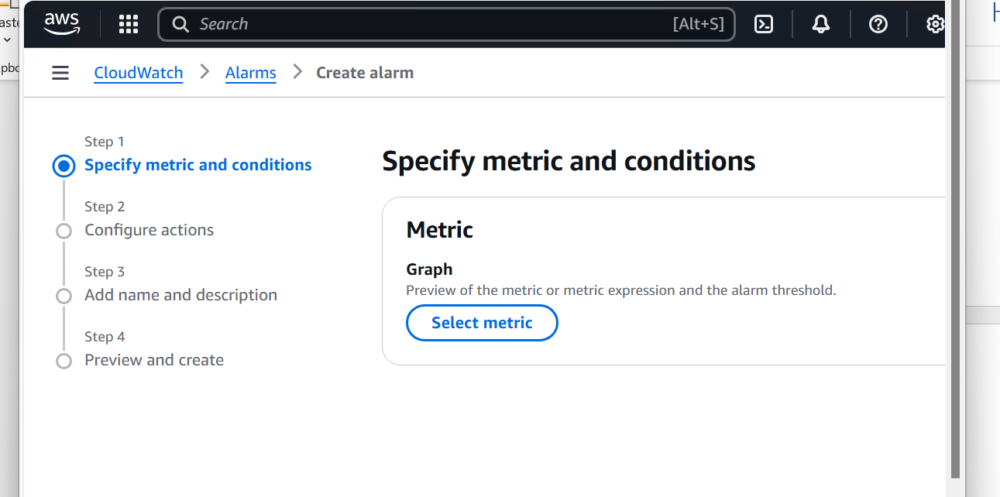 aws
Search [Alt+S]
CloudWatch > Alarms > Create alarm
Step 1
Specify metric and conditions
Step 2
Configure actions
Step 3
Add name and description
Step 4
Preview and create
Specify metric and conditions
Metric
Graph
Preview of the metric or metric expression and the alarm threshold.
Select metric